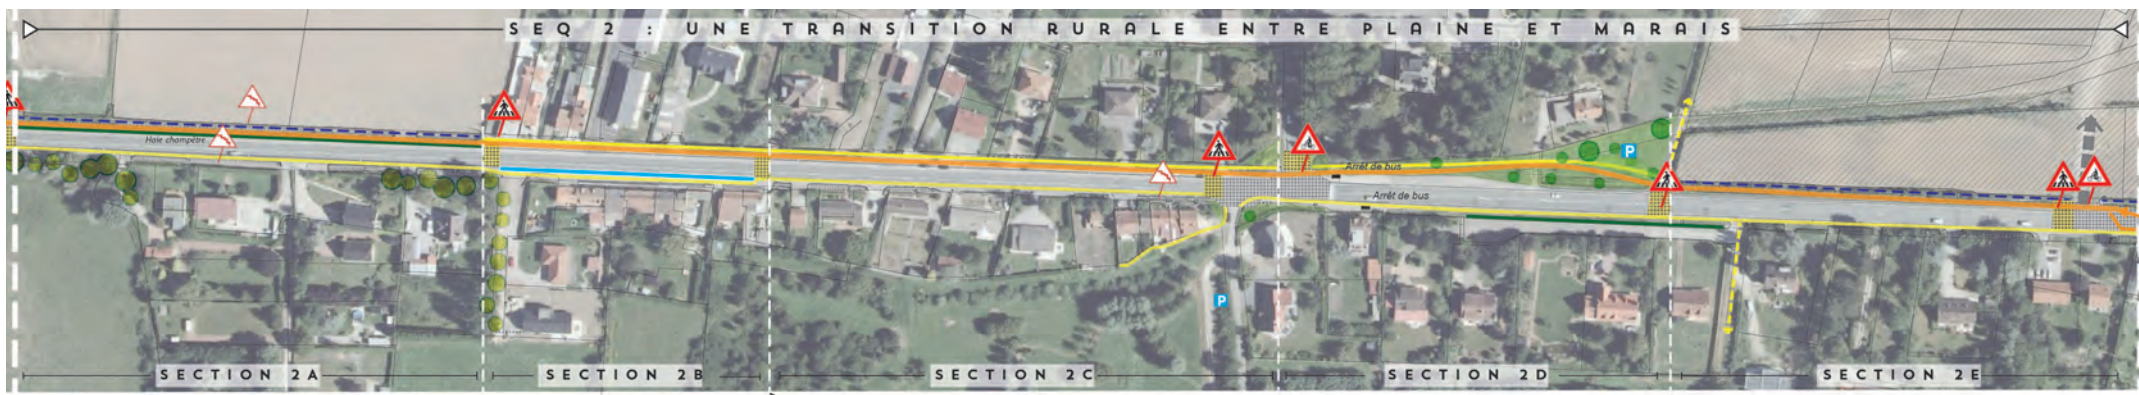 SEQ 2 : UNE TRANSITION RURALE ENTRE PLAINE ET MARAIS
Haie champêtre
Arrêt de bus
P
Arrêt de bus
P
SECTION 2A
SECTION 2B
SECTION 2C
SECTION 2D
SECTION 2E